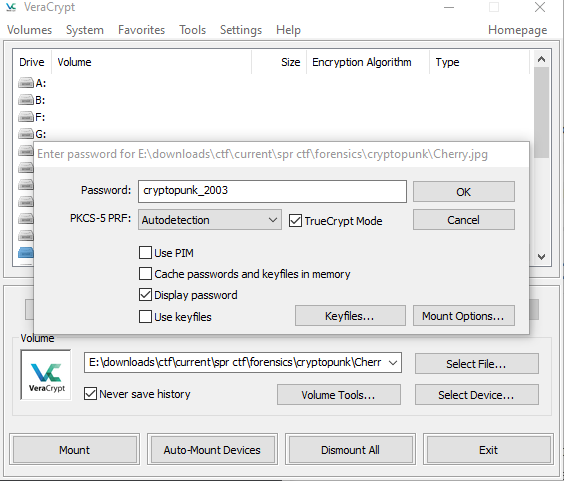 VeraCrypt
Volumes System Favorites Tools Settings Help Homepage
Drive Volume Size Encryption Algorithm Type
A:
B:
F:
G:
Enter password for E:\downloads\ctf\current\spr ctf\forensics\cryptopunk\Cherry.jpg
Password: cryptopunk_2003 OK
PKCS-5 PRF: Autodetection TrueCrypt Mode Cancel
Use PIM
Cache passwords and keyfiles in memory
Display password
Use keyfiles Keyfiles... Mount Options...
Volume
E:\downloads\ctf\current\spr ctf\forensics\cryptopunk\Cherr Select File...
VeraCrypt
Never save history Volume Tools... Select Device...
Mount Auto-Mount Devices Dismount All Exit